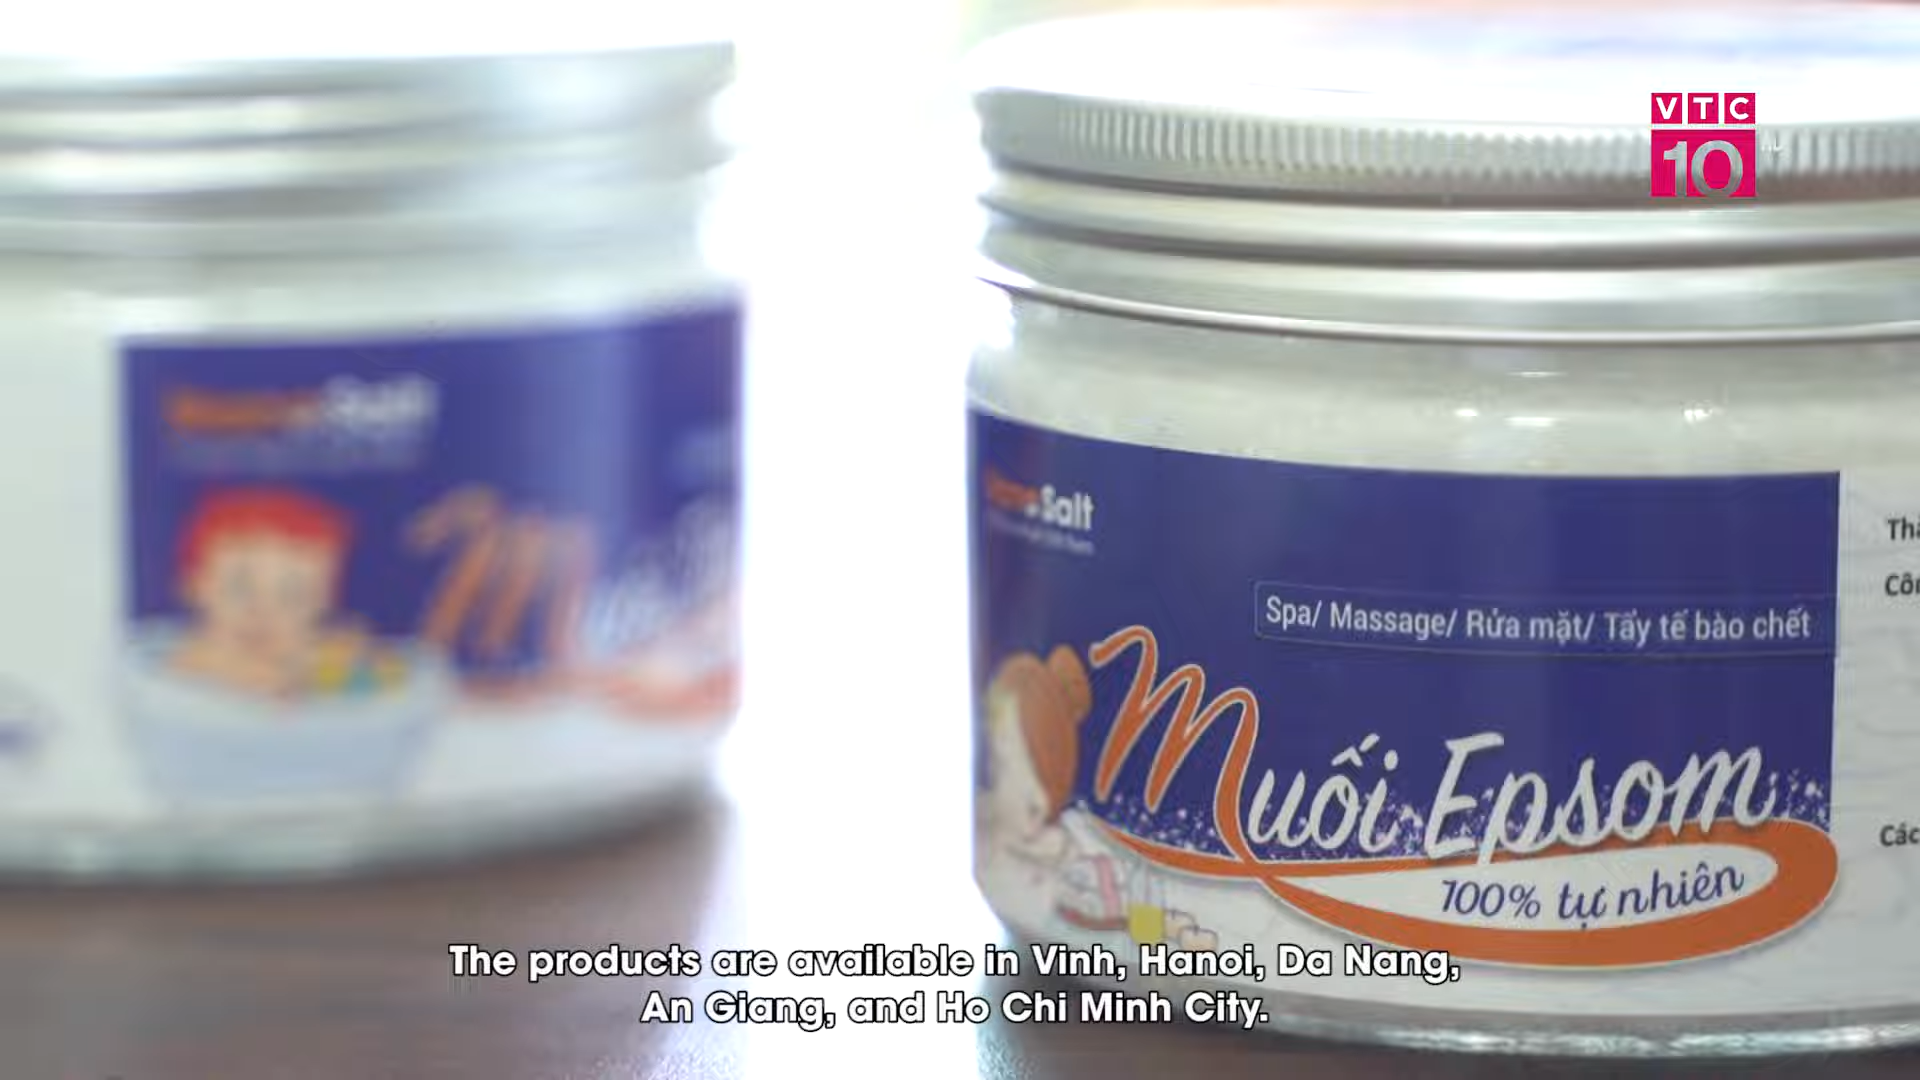 VTC
10
Salt
Thà
Spa/ Massage/ Rửa mặt/ Tẩy tế bào chết
Muối Epsom
100% tự nhiên
The products are available in Vinh, Hanoi, Da Nang,
An Giang, and Ho Chi Minh City.